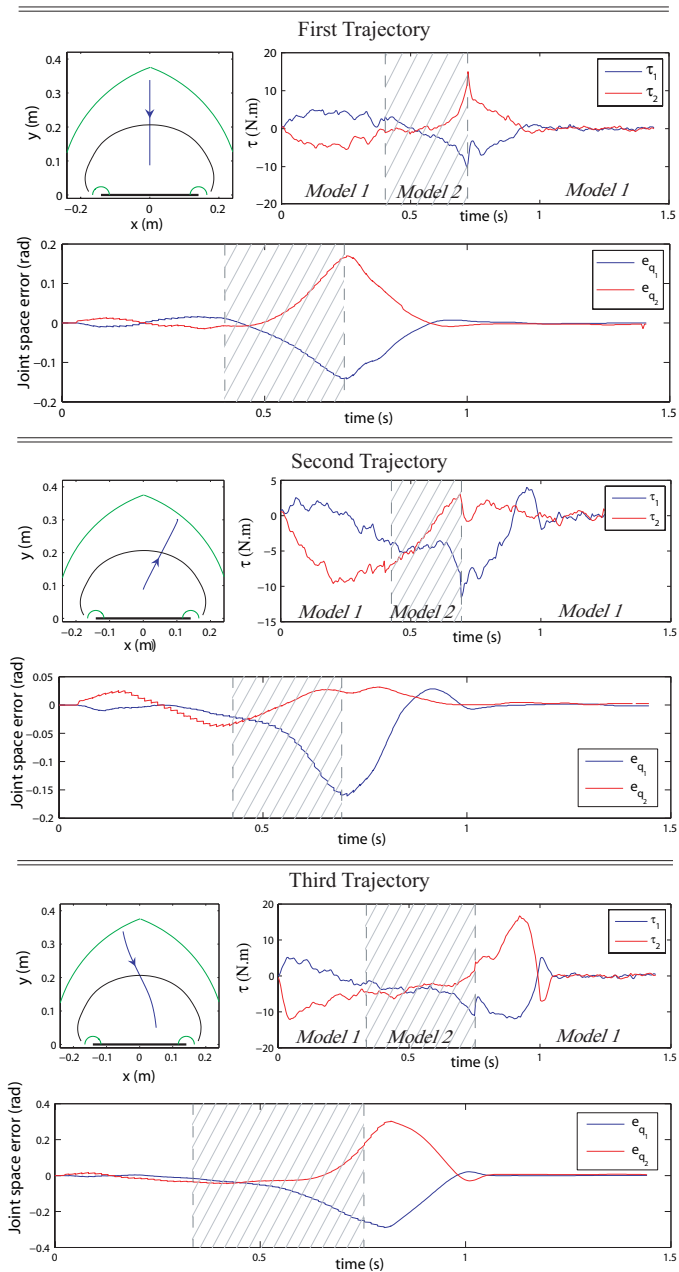 First Trajectory
0.4
0.3
0.2
0.1
0
y (m)
−0.2
0
0.2
x (m)
20
10
0
−10
−20
τ (N.m)
τ1
τ2
Model 1
Model 2
Model 1
0
0.5
1
1.5
time (s)
0.2
0.1
0
−0.1
−0.2
Joint space error (rad)
eq1
eq2
0
0.5
1
1.5
time (s)
Second Trajectory
0.4
0.3
0.2
0.1
0
y (m)
−0.2
−0.1
0
0.1
0.2
x (m)
5
0
−5
−10
−15
τ (N.m)
τ1
τ2
Model 1
Model 2
Model 1
0
0.5
1
1.5
time (s)
0.05
0
−0.05
−0.1
−0.15
−0.2
Joint space error (rad)
eq1
eq2
0
0.5
1
1.5
time (s)
Third Trajectory
0.4
0.3
0.2
0.1
0
y (m)
−0.2
−0.1
0
0.1
0.2
x (m)
20
10
0
−10
−20
τ (N.m)
τ1
τ2
Model 1
Model 2
Model 1
0
0.5
1
1.5
time (s)
0.4
0.2
0
−0.2
−0.4
Joint space error (rad)
eq1
eq2
0
0.5
1
1.5
time (s)